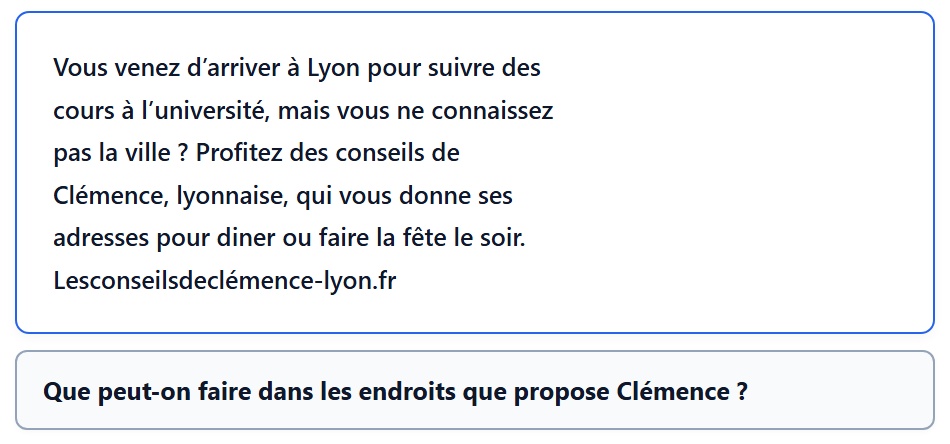 Vous venez d’arriver à Lyon pour suivre des
cours à l’université, mais vous ne connaissez
pas la ville ? Profitez des conseils de
Clémence, lyonnaise, qui vous donne ses
adresses pour diner ou faire la fête le soir.
Lesconseilsdeclémence-lyon.fr
Que peut-on faire dans les endroits que propose Clémence ?